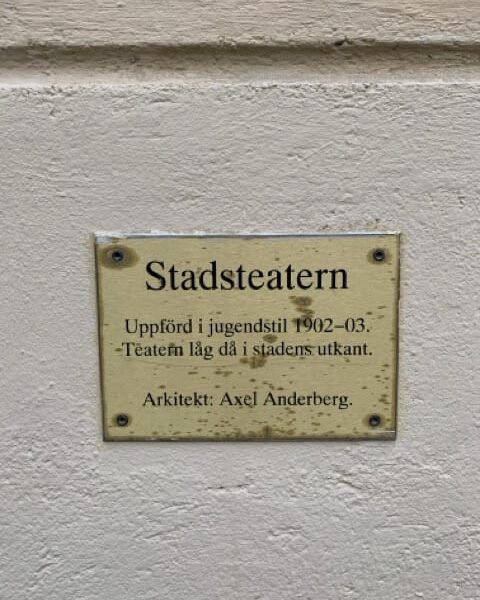 Stadsteatern
Uppförd i jugendstil 1902–03.
Teatern låg då i stadens utkant.
Arkitekt: Axel Anderberg.